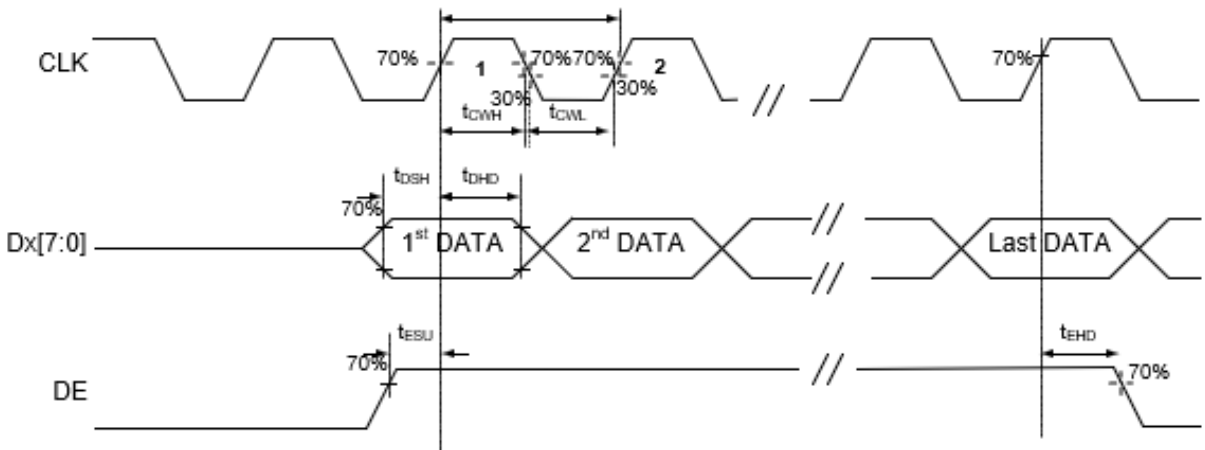 CLK
70%
1
70%
70%
2
30%
30%
70%
tCWH
tCWL
tDSH
tDHD
70%
Dx[7:0]
1st DATA
2nd DATA
Last DATA
tESU
tEHD
70%
70%
DE